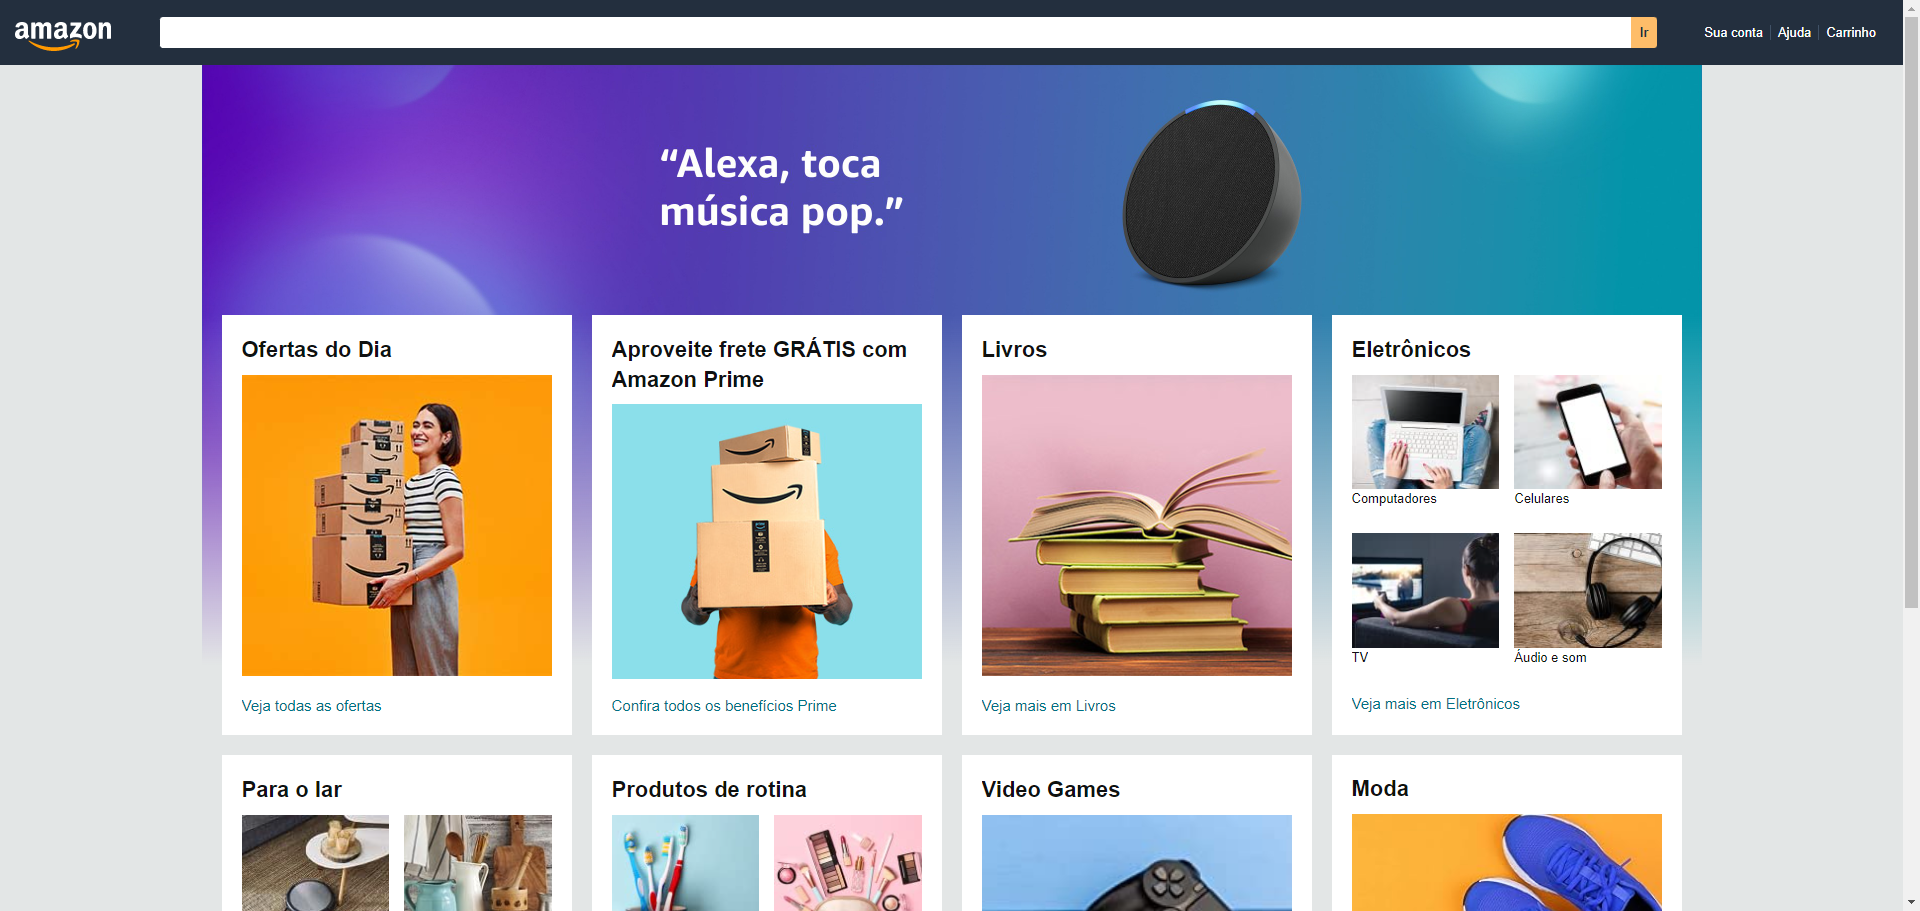 amazon
Ir
Sua conta
Ajuda
Carrinho
“Alexa, toca
música pop.”
Ofertas do Dia
Veja todas as ofertas
Aproveite frete GRÁTIS com
Amazon Prime
Confira todos os benefícios Prime
Livros
Veja mais em Livros
Eletrônicos
Computadores
Celulares
TV
Áudio e som
Veja mais em Eletrônicos
Para o lar
Produtos de rotina
Video Games
Moda